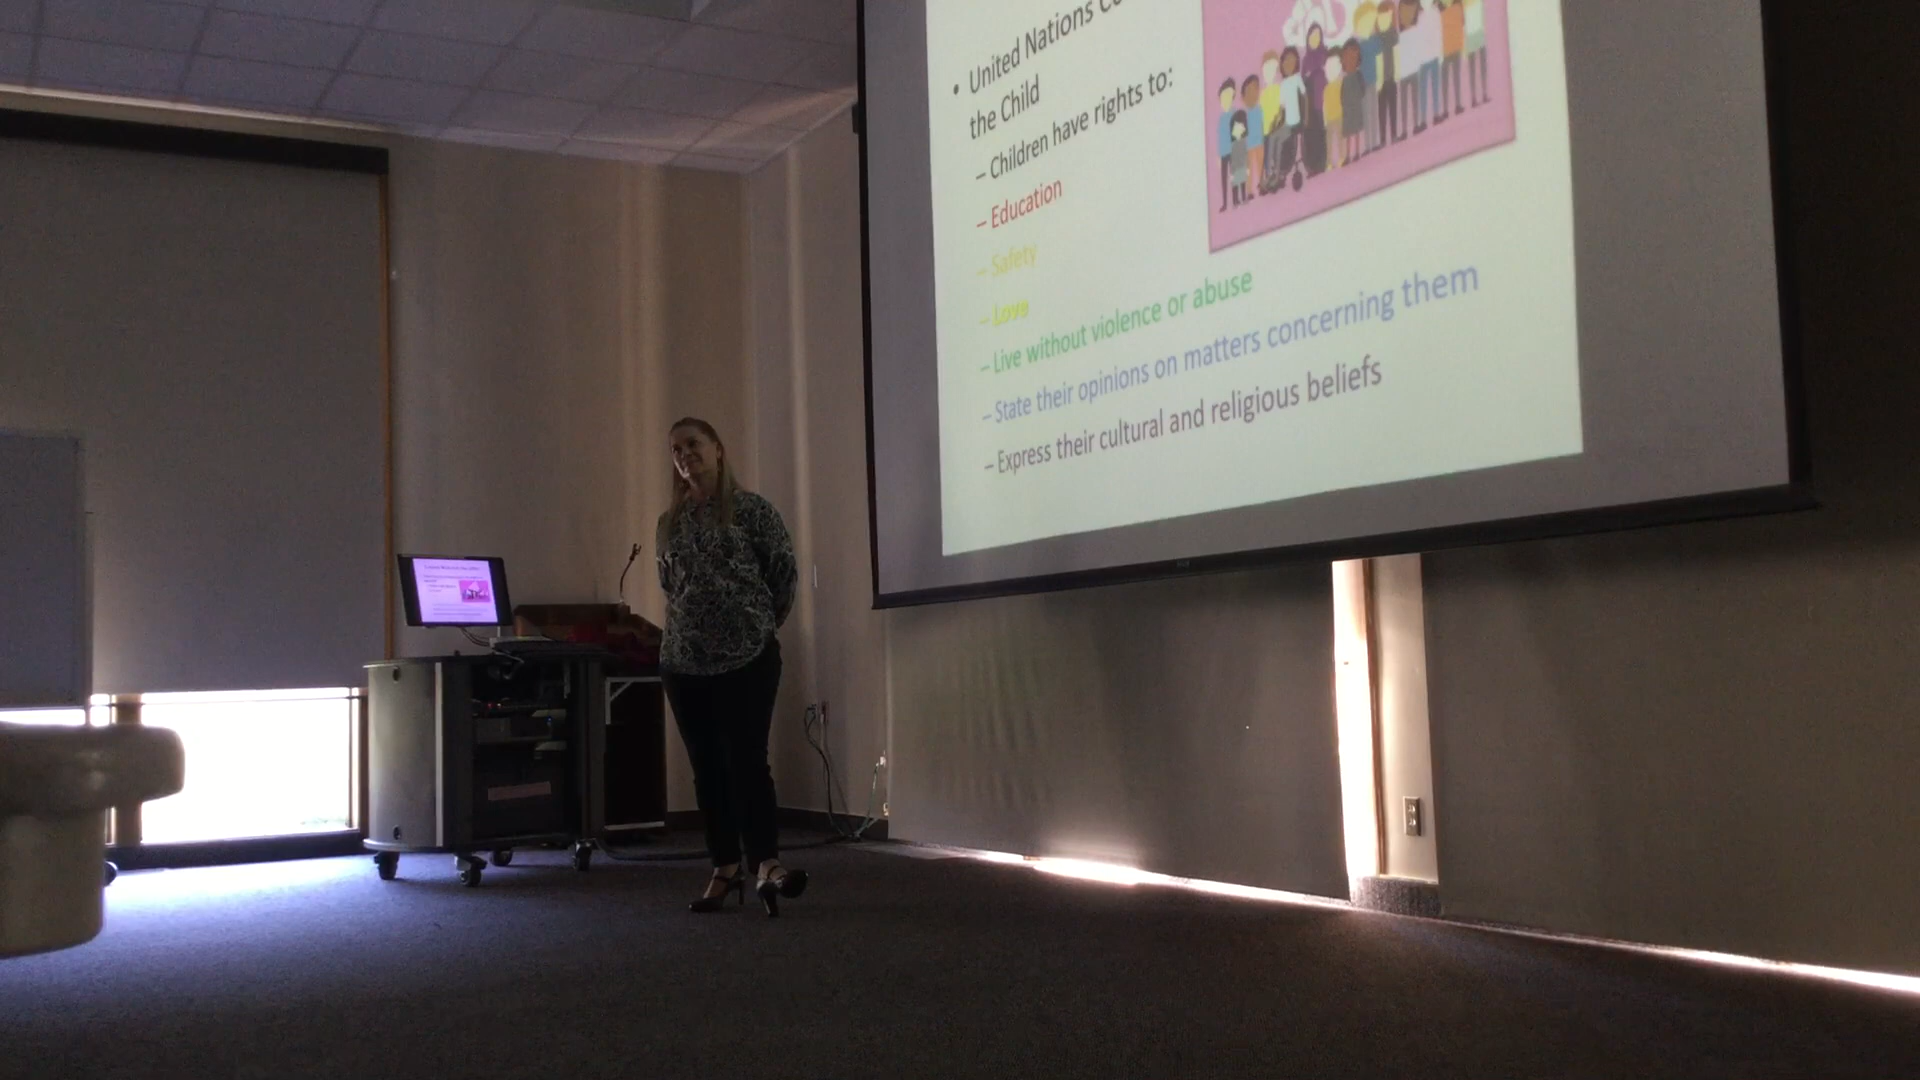 • United Nations
the Child
– Children have rights to:
– Education
– Safety
– Love
– Live without violence or abuse
– State their opinions on matters concerning them
– Express their cultural and religious beliefs